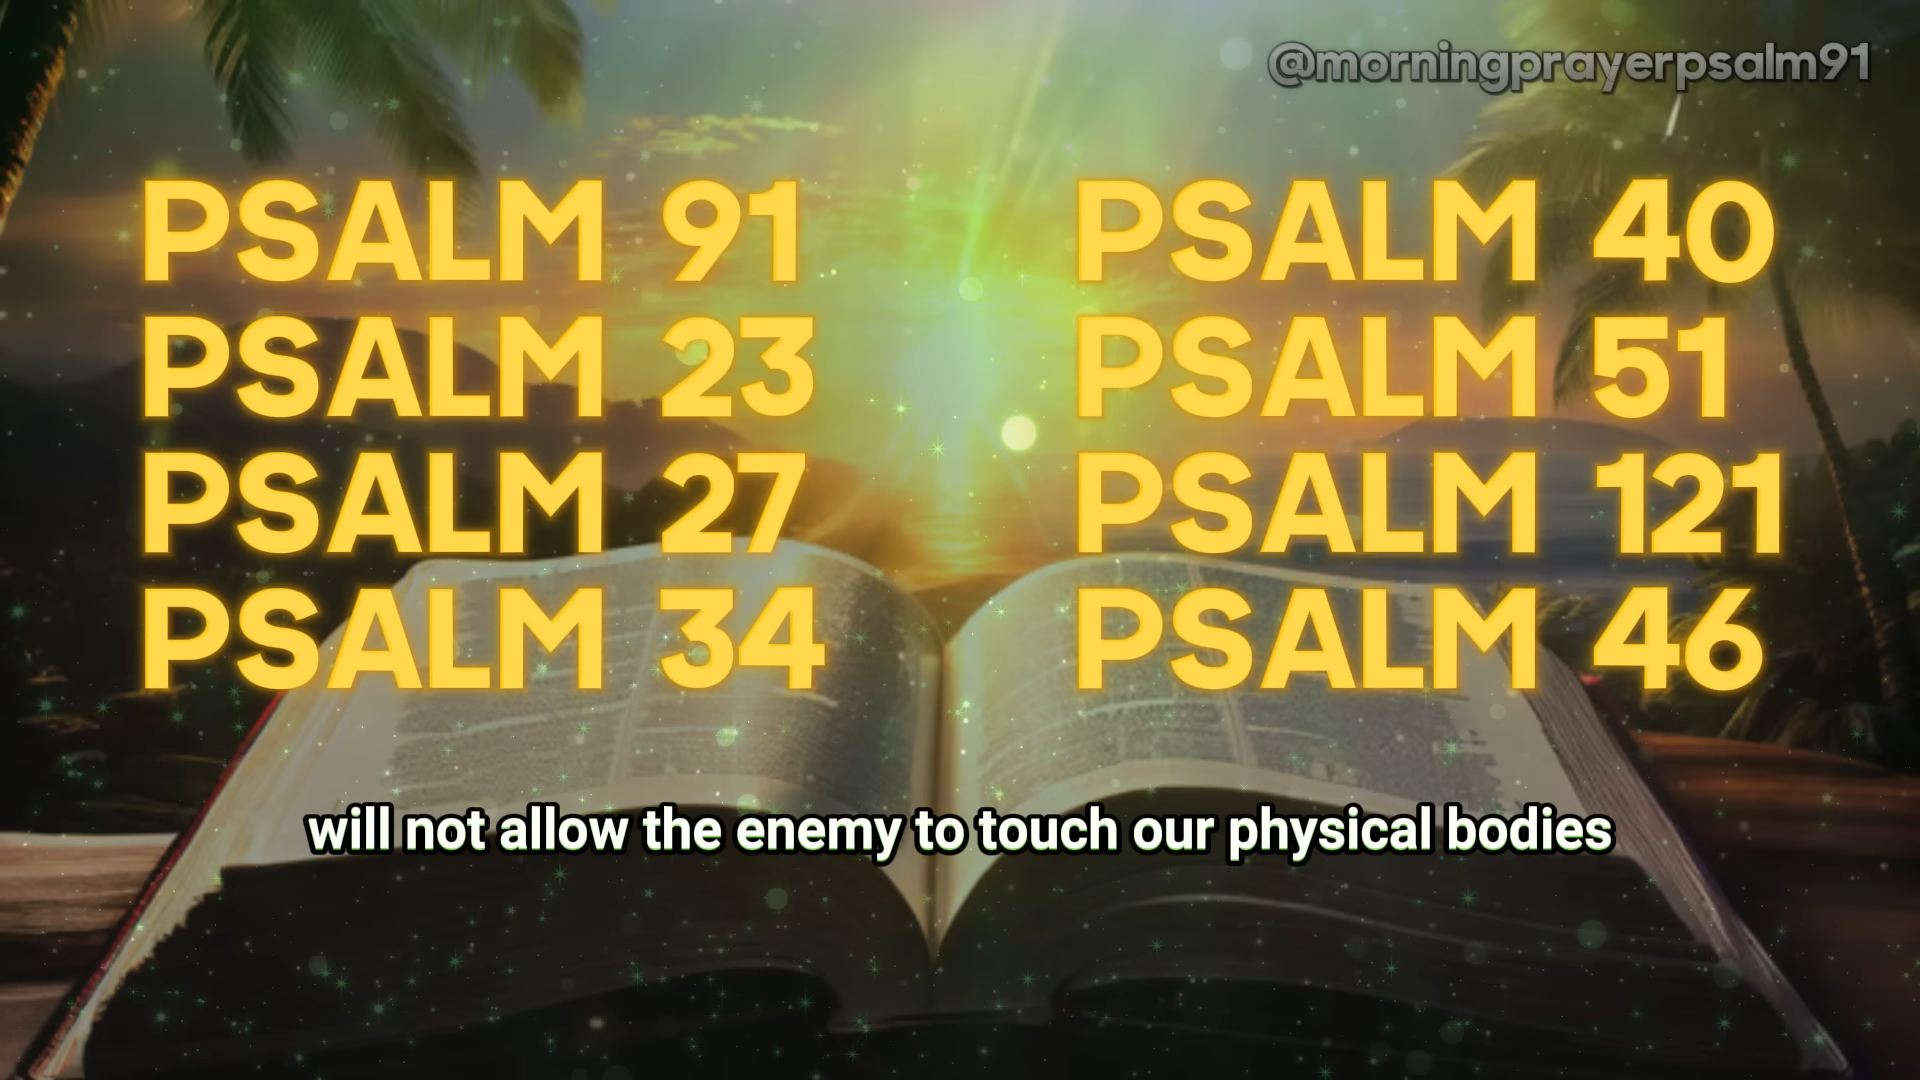 @morningprayerpsalm91
PSALM 91
PSALM 23
PSALM 27
PSALM 34
PSALM 40
PSALM 51
PSALM 121
PSALM 46
will not allow the enemy to touch our physical bodies